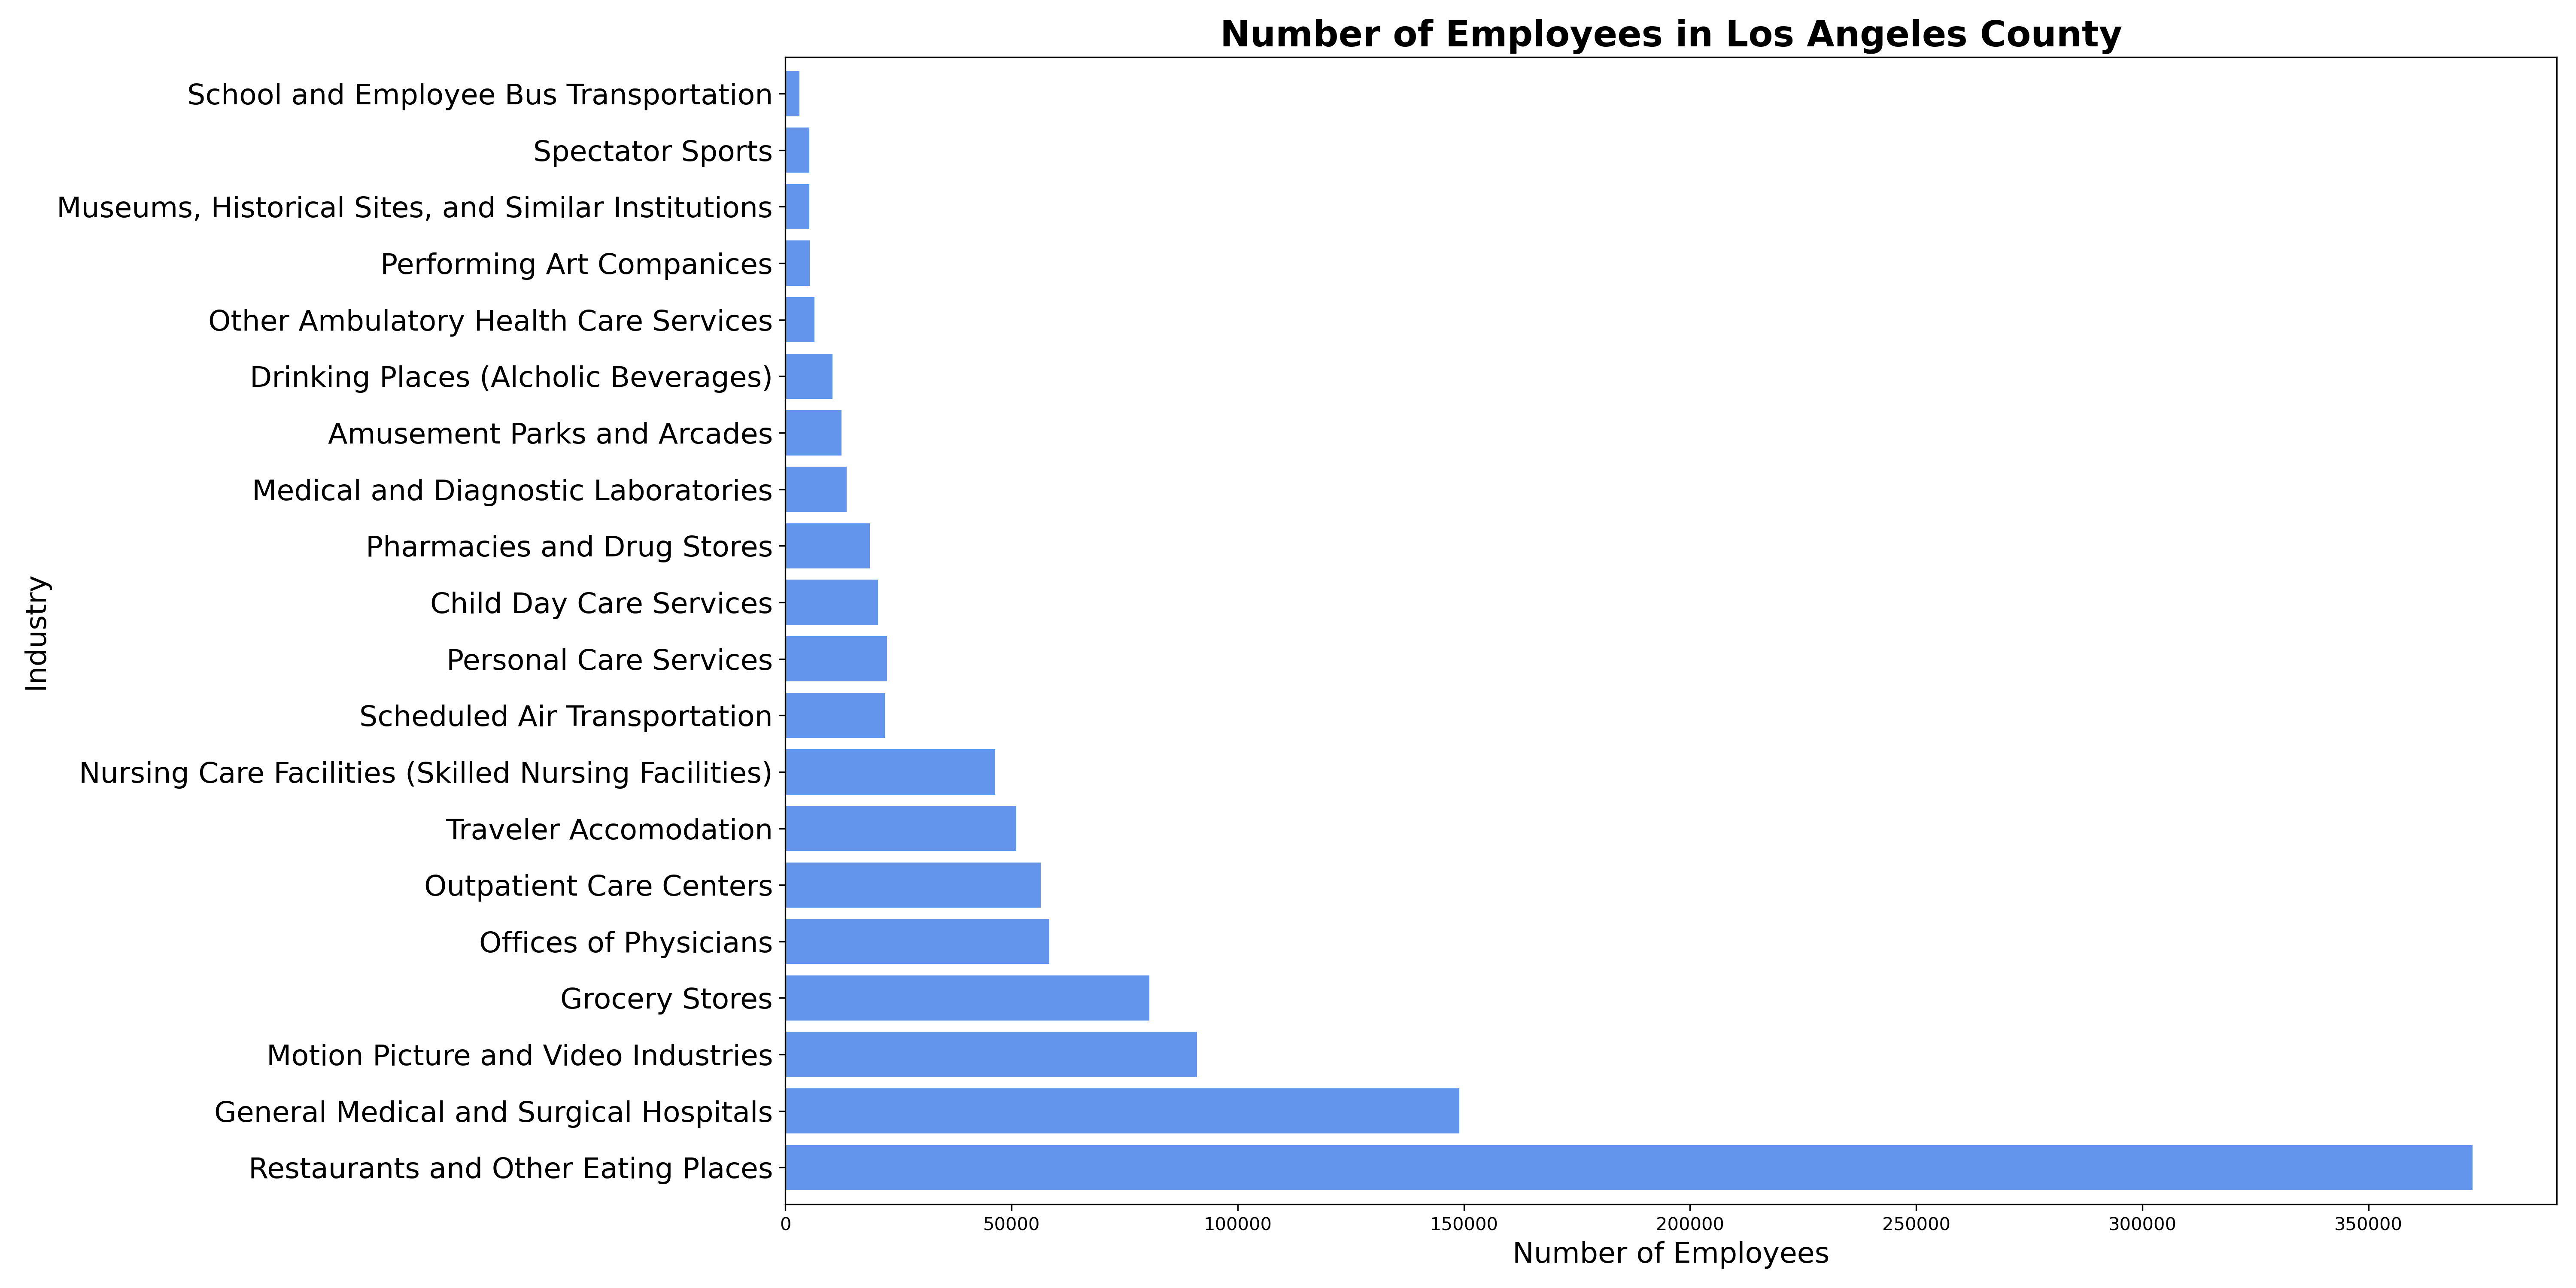 Number of Employees in Los Angeles County
School and Employee Bus Transportation
Spectator Sports
Museums, Historical Sites, and Similar Institutions
Performing Art Companices
Other Ambulatory Health Care Services
Drinking Places (Alcholic Beverages)
Amusement Parks and Arcades
Medical and Diagnostic Laboratories
Pharmacies and Drug Stores
Child Day Care Services
Personal Care Services
Scheduled Air Transportation
Nursing Care Facilities (Skilled Nursing Facilities)
Traveler Accomodation
Outpatient Care Centers
Offices of Physicians
Grocery Stores
Motion Picture and Video Industries
General Medical and Surgical Hospitals
Restaurants and Other Eating Places
Industry
0 50000 100000 150000 200000 250000 300000 350000
Number of Employees